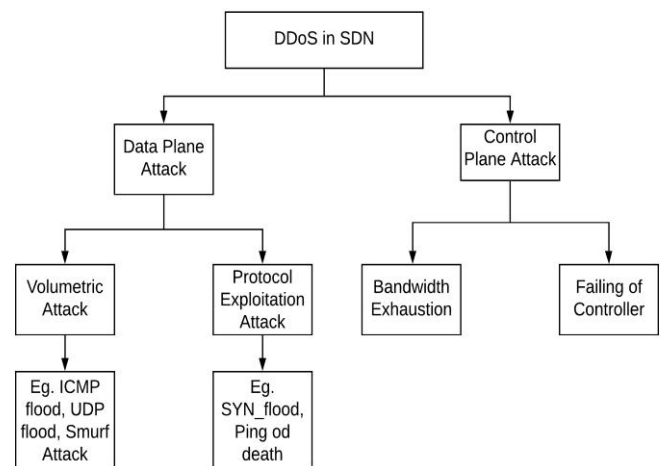 DDoS in SDN
Data Plane
Attack
Control
Plane Attack
Volumetric
Attack
Protocol
Exploitation
Attack
Bandwidth
Exhaustion
Failing of
Controller
Eg. ICMP
flood, UDP
flood, Smurf
Attack
Eg.
SYN_flood,
Ping od
death